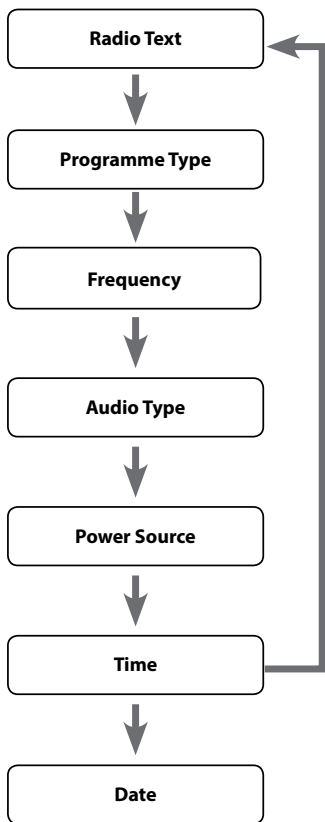 Radio Text
Programme Type
Frequency
Audio Type
Power Source
Time
Date